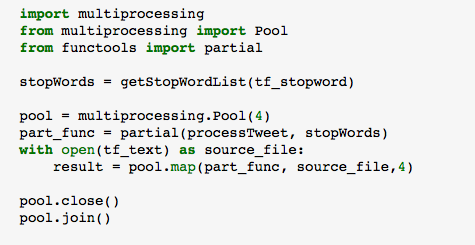 import multiprocessing
from multiprocessing import Pool
from functools import partial

stopWords = getStopWordList(tf_stopword)

pool = multiprocessing.Pool(4)
part_func = partial(processTweet, stopWords)
with open(tf_text) as source_file:
    result = pool.map(part_func, source_file,4)

pool.close()
pool.join()